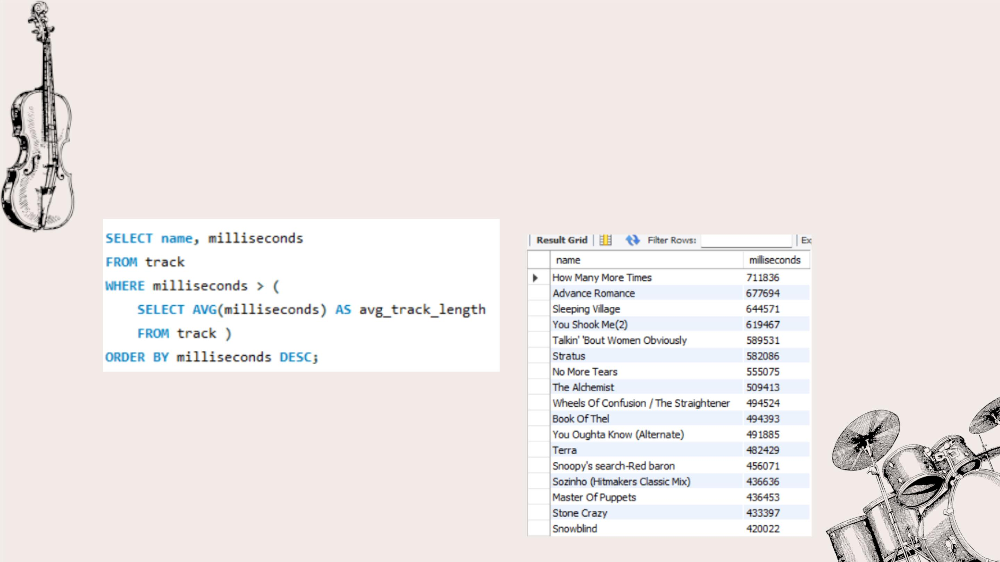 SELECT name, milliseconds
FROM track
WHERE milliseconds > (
    SELECT AVG(milliseconds) AS avg_track_length
    FROM track )
ORDER BY milliseconds DESC;
Result Grid Filter Rows: Ex
name milliseconds
How Many More Times 711836
Advance Romance 677694
Sleeping Village 644571
You Shook Me(2) 619467
Talkin' 'Bout Women Obviously 589531
Stratus 582086
No More Tears 555075
The Alchemist 509413
Wheels Of Confusion / The Straightener 494524
Book Of Thel 494393
You Oughta Know (Alternate) 491885
Terra 482429
Snoopy's search-Red baron 456071
Sozinho (Hitmakers Classic Mix) 436636
Master Of Puppets 436453
Stone Crazy 433397
Snowblind 420022